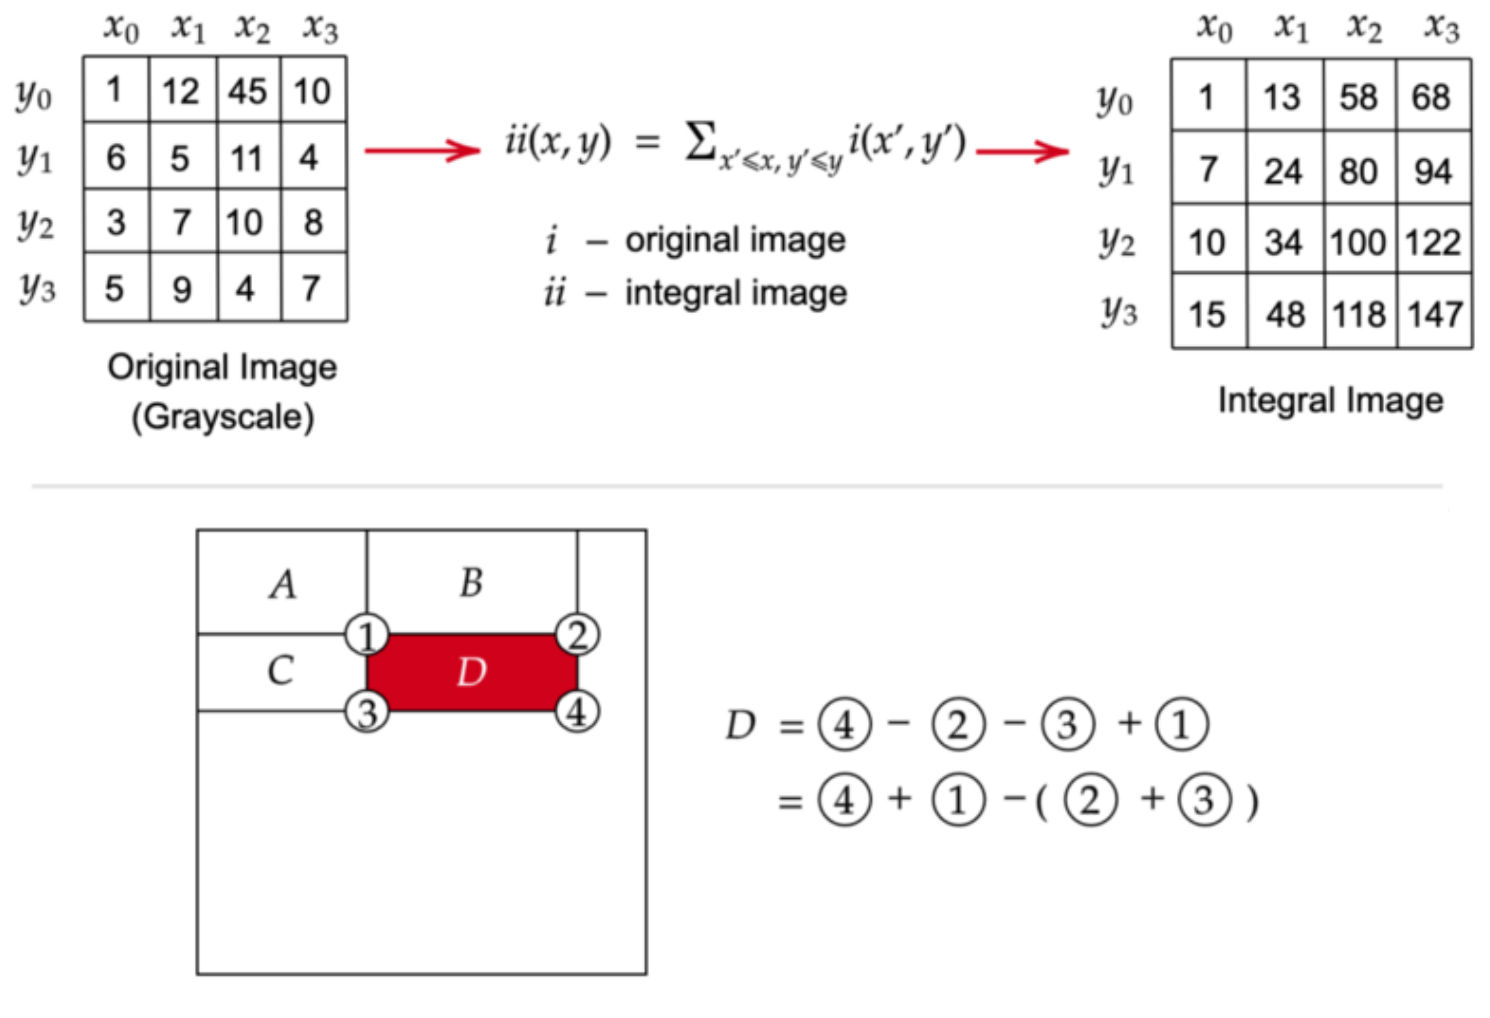 x₀ x₁ x₂ x₃
y₀ 1 12 45 10
y₁ 6 5 11 4
y₂ 3 7 10 8
y₃ 5 9 4 7
Original Image
(Grayscale)
ii(x, y) = ∑x′⩽x, y′⩽y i(x′, y′)
i – original image
ii – integral image
x₀ x₁ x₂ x₃
y₀ 1 13 58 68
y₁ 7 24 80 94
y₂ 10 34 100 122
y₃ 15 48 118 147
Integral Image
A B
① ②
C D
③ ④
D = ④ − ② − ③ + ①
= ④ + ① −( ② + ③ )